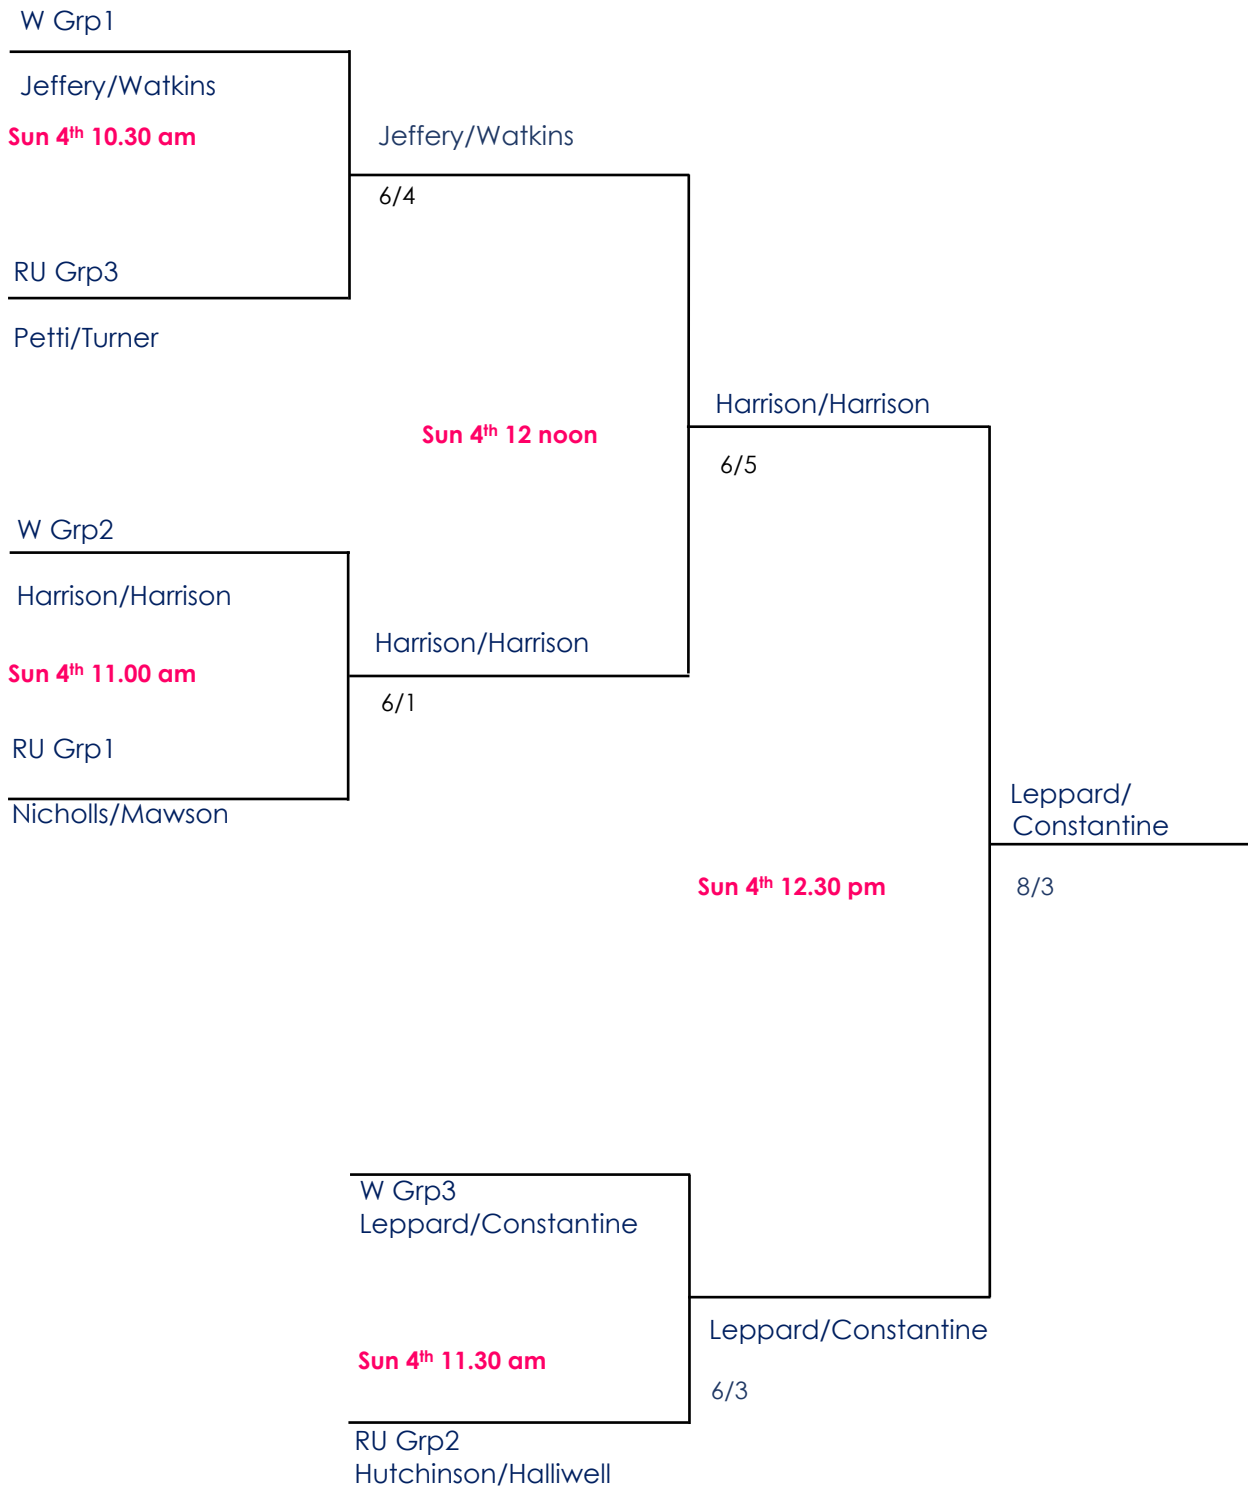 W Grp1
Jeffery/Watkins
Sun 4th 10.30 am
Jeffery/Watkins
6/4
RU Grp3
Petti/Turner
Harrison/Harrison
Sun 4th 12 noon
6/5
W Grp2
Harrison/Harrison
Harrison/Harrison
Sun 4th 11.00 am
6/1
RU Grp1
Nicholls/Mawson
Leppard/
Constantine
Sun 4th 12.30 pm
8/3
W Grp3
Leppard/Constantine
Leppard/Constantine
Sun 4th 11.30 am
6/3
RU Grp2
Hutchinson/Halliwell